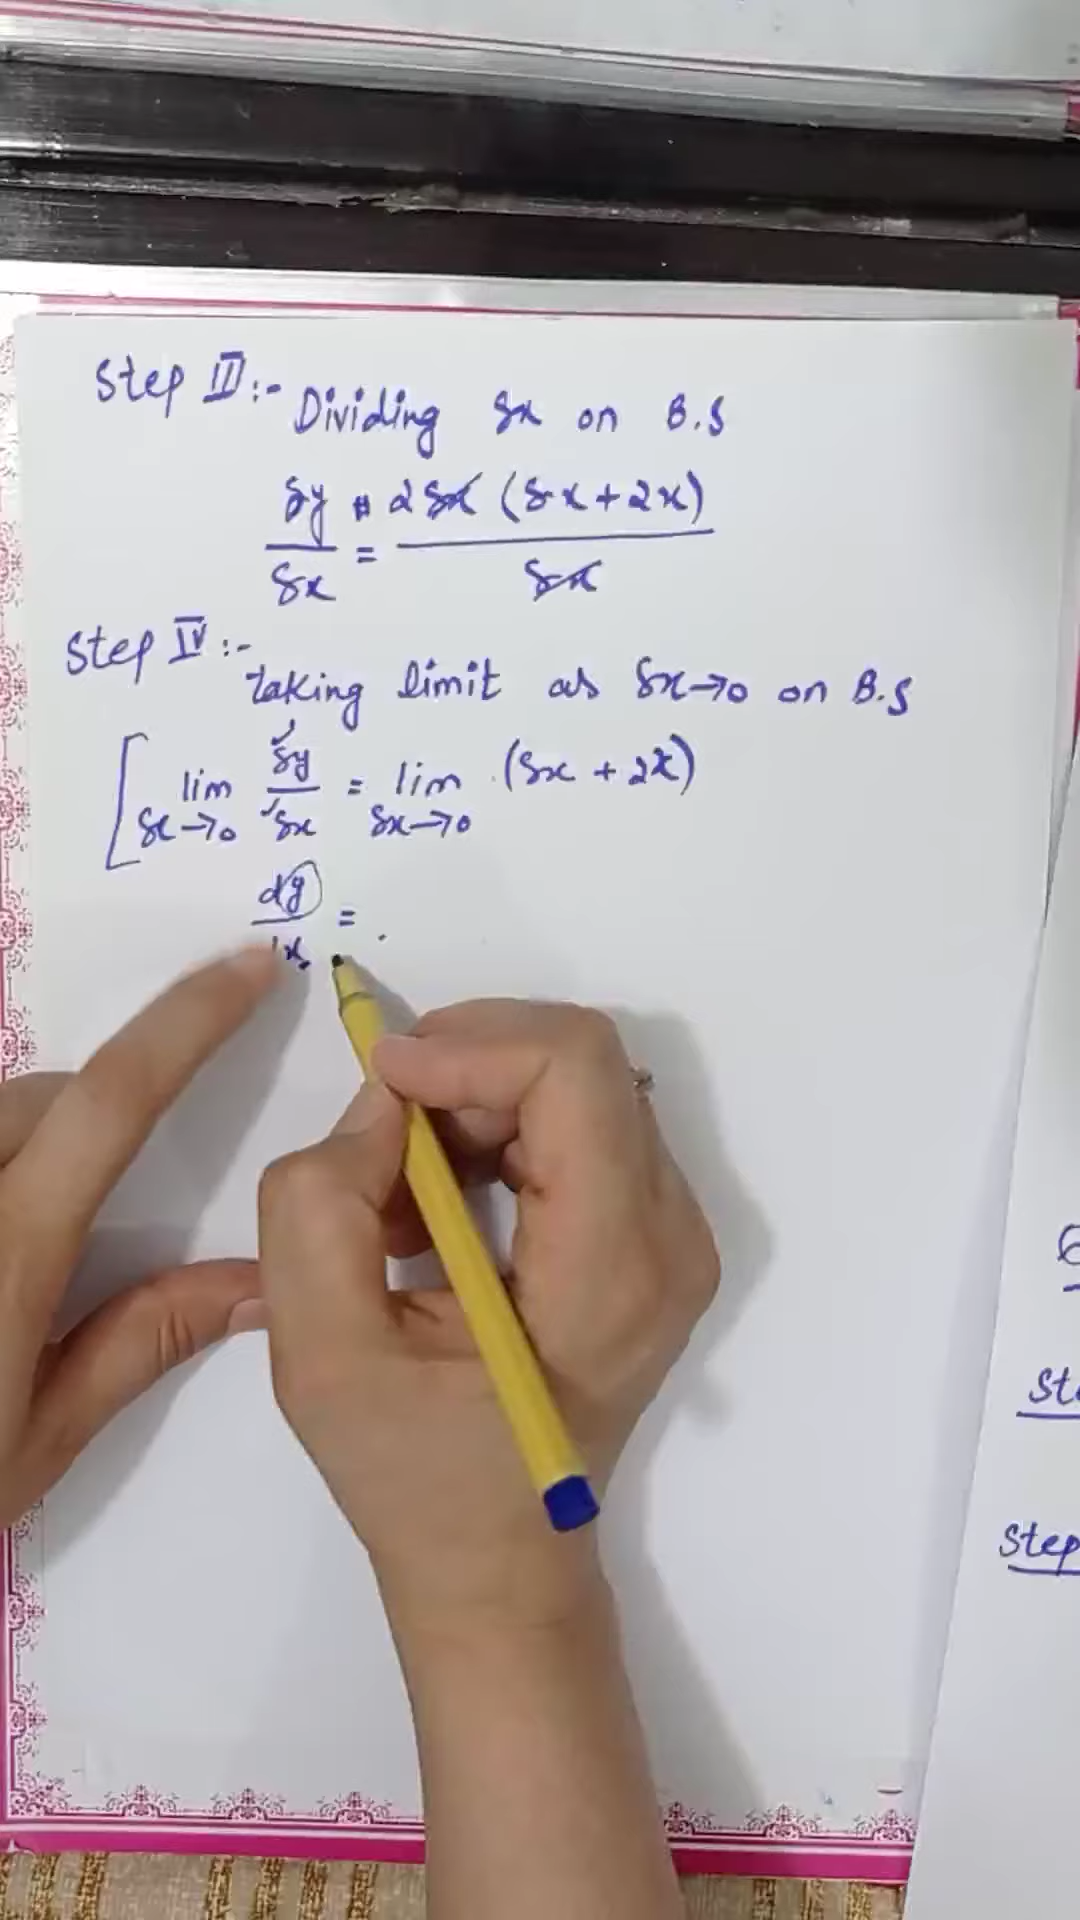 Step III:-
Dividing δx on B.S
δy = 2δx (δx+2x)
δx = δx
Step IV:-
taking limit as δx→0 on B.S
lim δy = lim (δx + 2x)
δx→0 δx δx→0
dy =
dx
Step